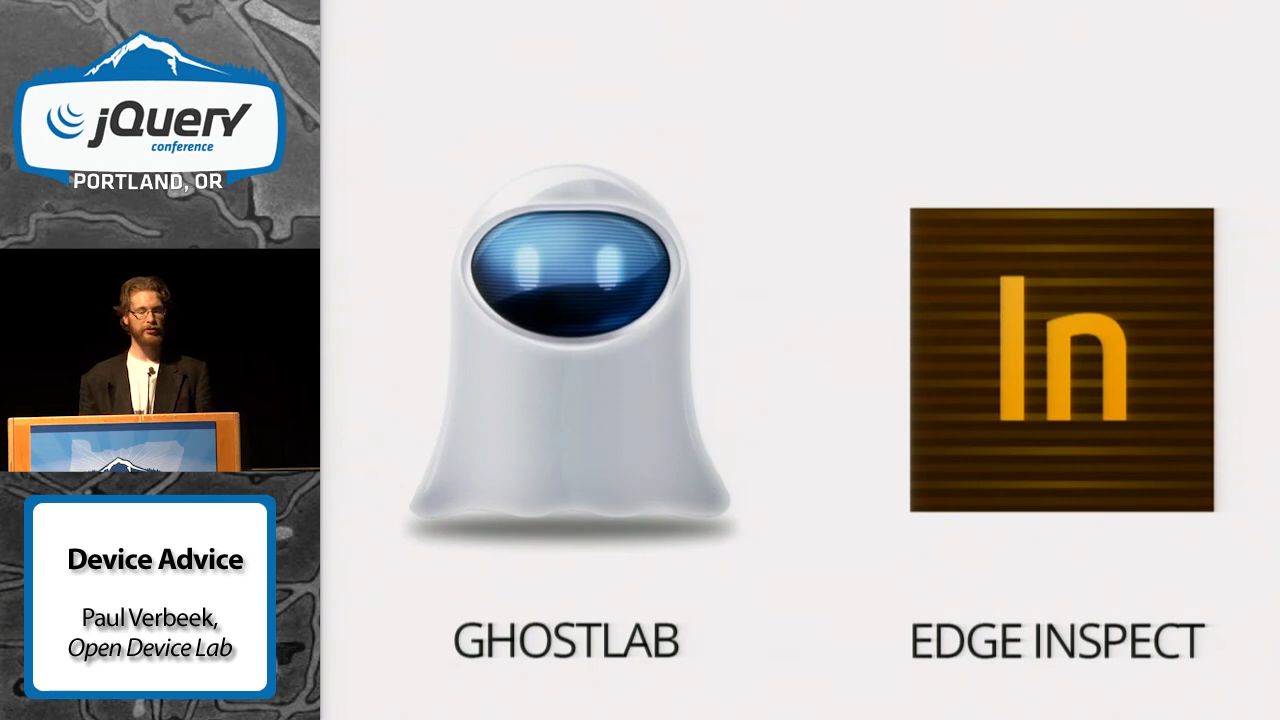 jQuery
conference
PORTLAND, OR
Device Advice
Paul Verbeek,
Open Device Lab
In
GHOSTLAB
EDGE INSPECT